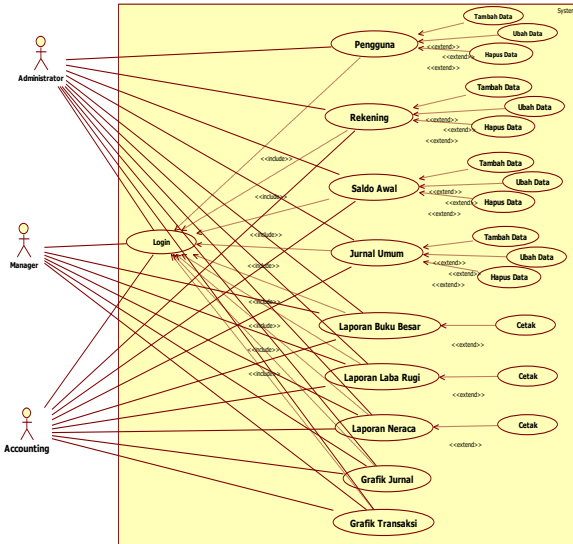 System
Tambah Data
Ubah Data
<<extend>>
Pengguna
Hapus Data
<<extend>>
<<extend>>
Administrator
Tambah Data
Ubah Data
Rekening
<<extend>>
Hapus Data
<<extend>>
<<extend>>
<<include>>
Tambah Data
Ubah Data
Saldo Awal
<<extend>>
<<include>>
Hapus Data
<<extend>>
<<extend>>
<<include>>
Tambah Data
Login
Jurnal Umum
Ubah Data
<<extend>>
Manager
Hapus Data
<<extend>>
<<extend>>
<<include>>
Laporan Buku Besar
Cetak
<<include>>
<<extend>>
<<include>>
Laporan Laba Rugi
Cetak
<<extend>>
Laporan Neraca
Cetak
<<extend>>
Accounting
Grafik Jurnal
Grafik Transaksi